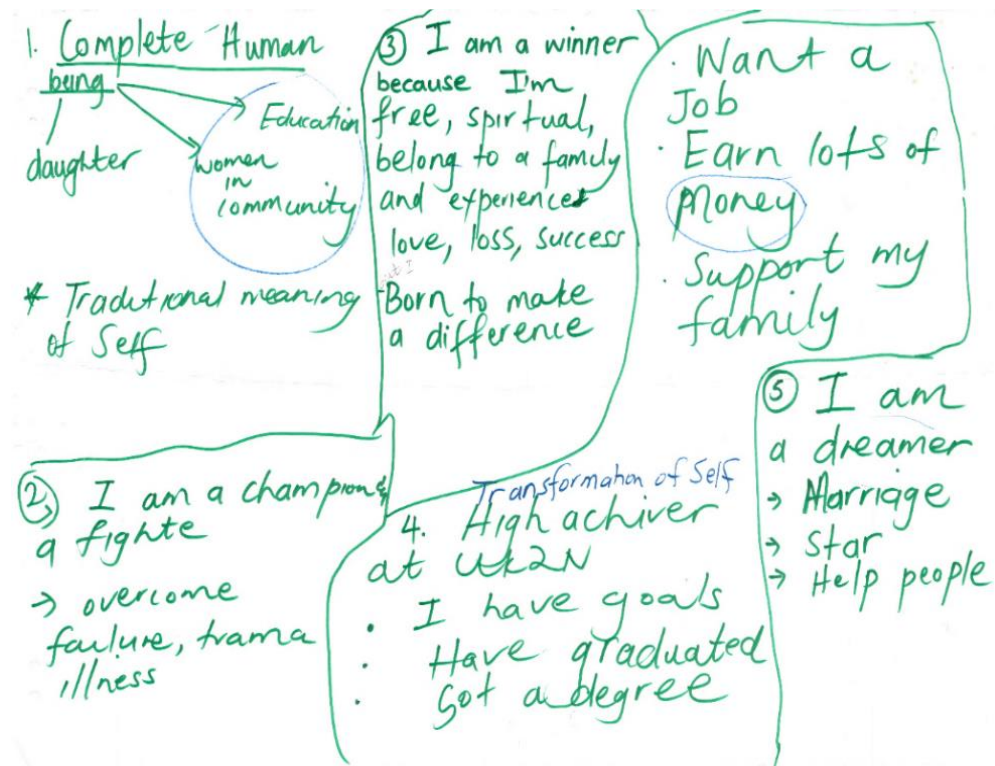 1. Complete Human
being
Education
daughter
women
in
Community
* Traditional meaning
of Self
2, I am a champion &
a fighte
→ overcome
failure, trama
illness
3 I am a winner
because I'm
free, spirtual,
belong to a family
and experienced
love, loss, success
Born to make
a difference
Transformation of Self
4. High achiver
at UK2N
· I have goals
· Have graduated
· Got a degree
· Want a
Job
· Earn lots of
Money
· Support my
family
5 I am
a dreamer
→ Marriage
→ Star
→ Help people